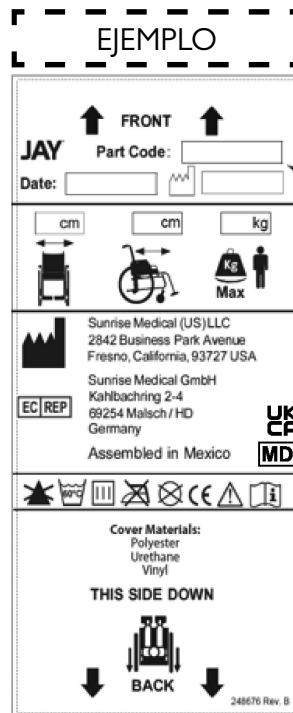 EJEMPLO
FRONT
JAY
Part Code:
Date:
cm
cm
kg
Kg
Max
Sunrise Medical (US)LLC
2842 Business Park Avenue
Fresno, California, 93727 USA
Sunrise Medical GmbH
Kahlbachring 2-4
EC REP
69254 Malsch / HD
Germany
UK
CA
Assembled in Mexico
MD
60°C
CE
i
Cover Materials:
Polyester
Urethane
Vinyl
THIS SIDE DOWN
BACK
248676 Rev. B